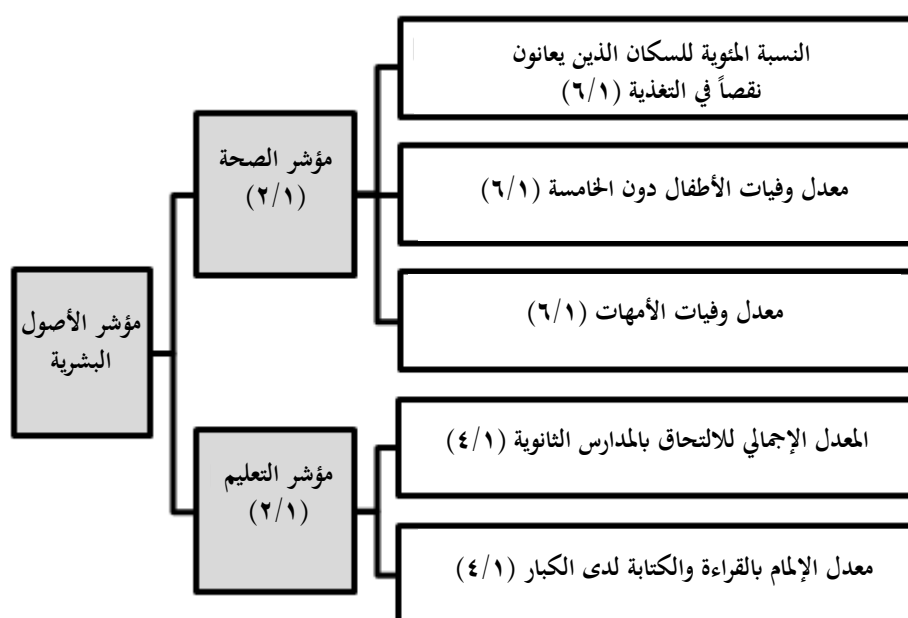 مؤشر الأصول
البشرية
مؤشر الصحة
(٢/١)
النسبة المئوية للسكان الذين يعانون
نقصاً في التغذية (٦/١)
معدل وفيات الأطفال دون الخامسة (٦/١)
معدل وفيات الأمهات (٦/١)
مؤشر التعليم
(٢/١)
المعدل الإجمالي للالتحاق بالمدارس الثانوية (٤/١)
معدل الإلمام بالقراءة والكتابة لدى الكبار (٤/١)